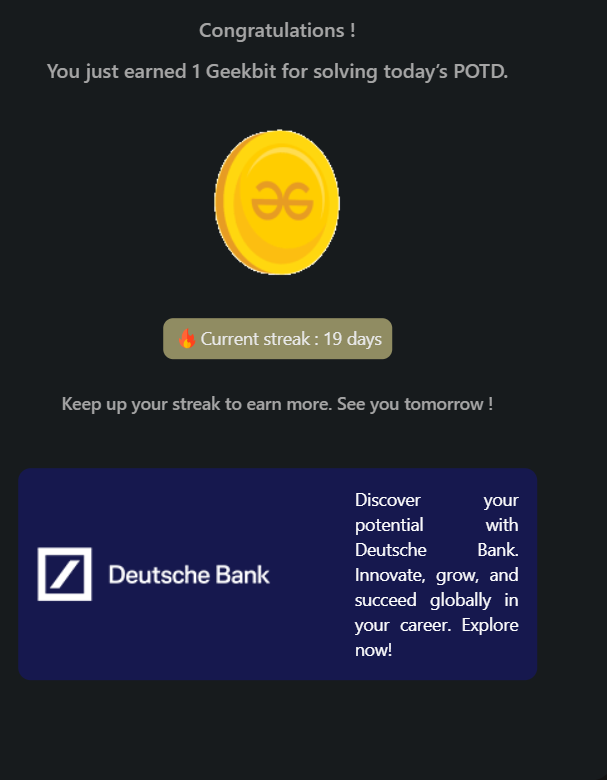 Congratulations !
You just earned 1 Geekbit for solving today's POTD.
Current streak : 19 days
Keep up your streak to earn more. See you tomorrow !
Deutsche Bank
Discover your
potential with
Deutsche Bank.
Innovate, grow, and
succeed globally in
your career. Explore
now!